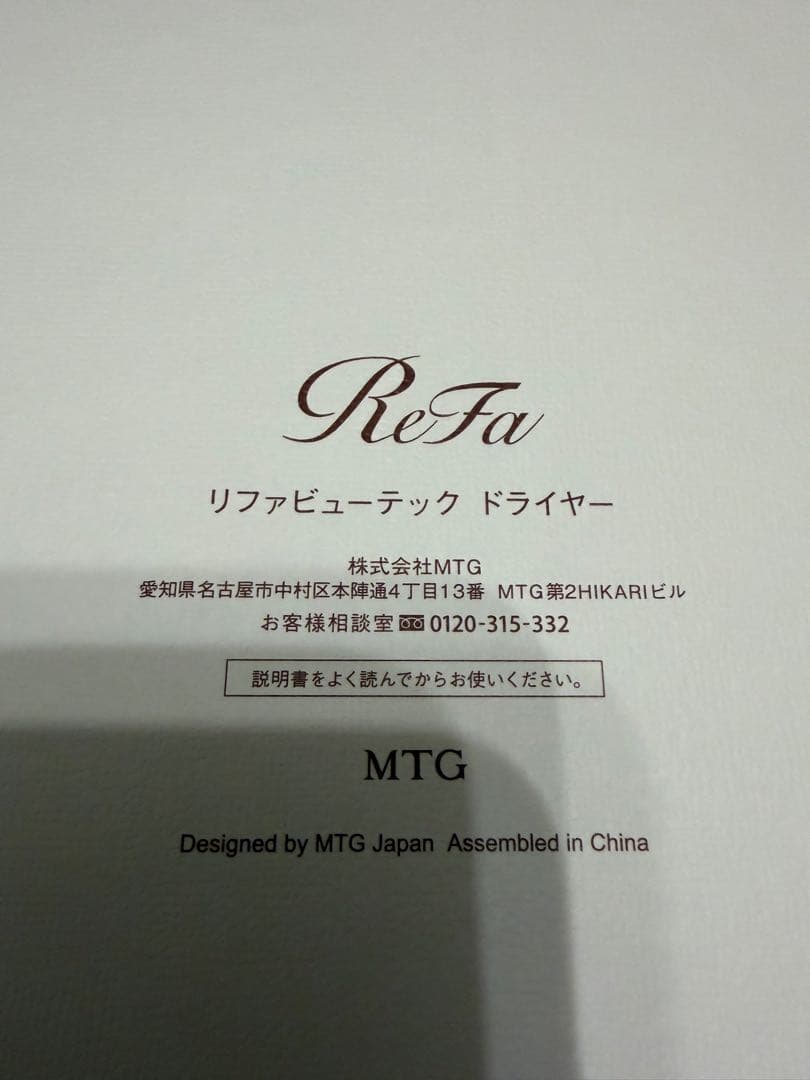 ReFa
リファビューテック ドライヤー
株式会社MTG
愛知県名古屋市中村区本陣通4丁目13番 MTG第2HIKARIビル
お客様相談室 0120-315-332
説明書をよく読んでからお使いください。
MTG
Designed by MTG Japan Assembled in China